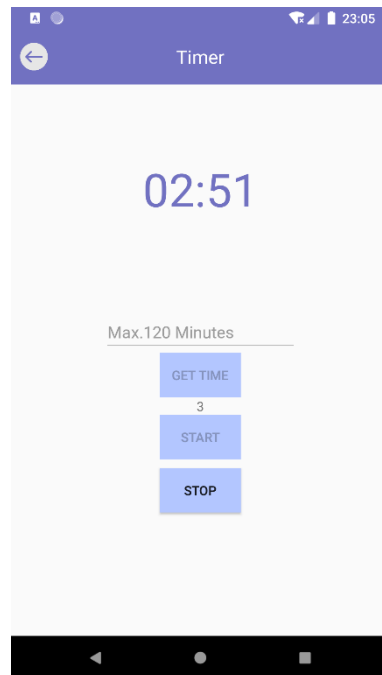 A
23:05
Timer
02:51
Max.120 Minutes
GET TIME
3
START
STOP